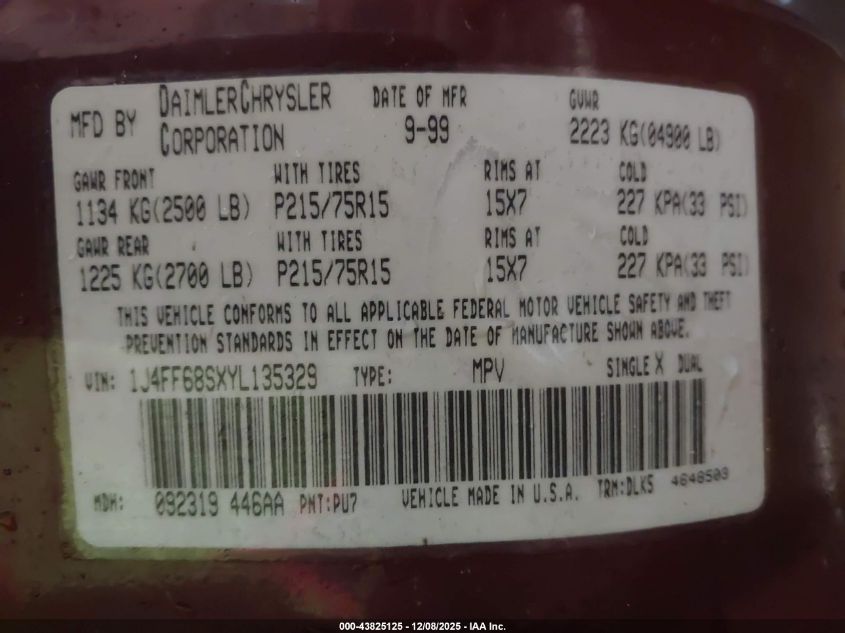 MFD BY DAIMLERCHRYSLER CORPORATION DATE OF MFR 9-99 GVWR 2223 KG(04900 LB)
GAWR FRONT WITH TIRES RIMS AT COLD
1134 KG(2500 LB) P215/75R15 15X7 227 KPA(33 PSI)
GAWR REAR WITH TIRES RIMS AT COLD
1225 KG(2700 LB) P215/75R15 15X7 227 KPA(33 PSI)
THIS VEHICLE CONFORMS TO ALL APPLICABLE FEDERAL MOTOR VEHICLE SAFETY AND THEFT
PREVENTION STANDARDS IN EFFECT ON THE DATE OF MANUFACTURE SHOWN ABOVE.
VIN: 1J4FF68SXYL135329 TYPE: MPV SINGLE X DUAL
MDH: 092319 446AA PNT:PU7 VEHICLE MADE IN U.S.A. TRM:DLK5 4648503
000-43825125 - 12/08/2025 - IAA Inc.